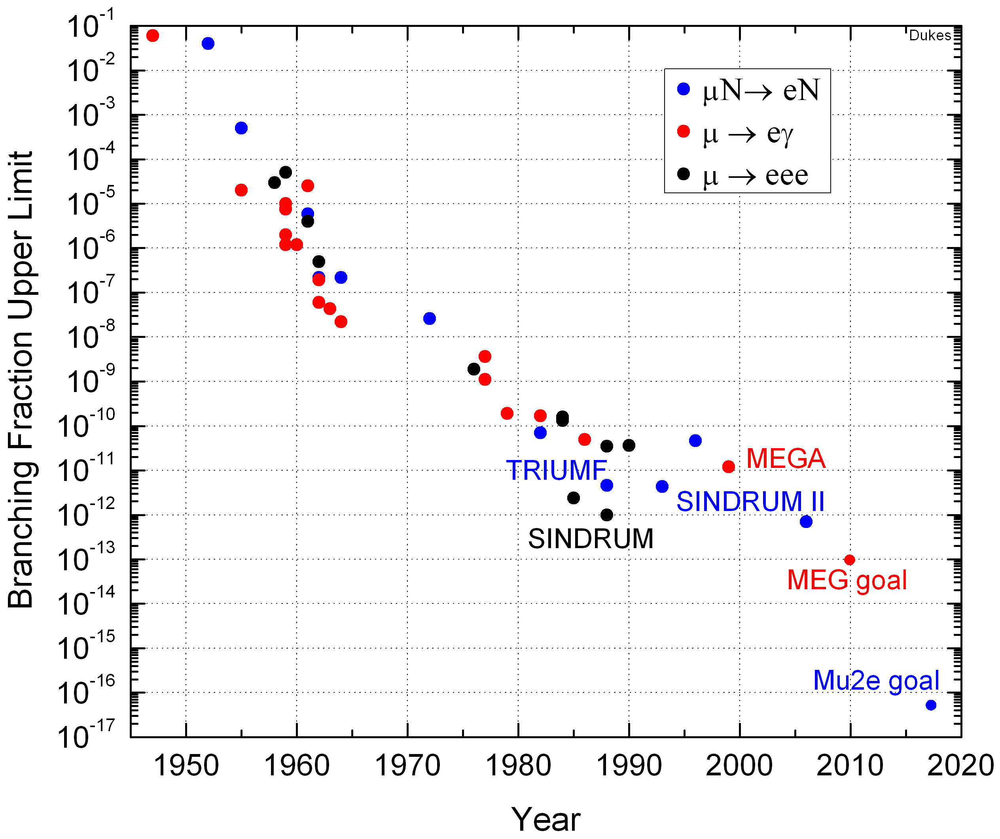 Branching Fraction Upper Limit
10⁻¹
10⁻²
10⁻³
10⁻⁴
10⁻⁵
10⁻⁶
10⁻⁷
10⁻⁸
10⁻⁹
10⁻¹⁰
10⁻¹¹
10⁻¹²
10⁻¹³
10⁻¹⁴
10⁻¹⁵
10⁻¹⁶
10⁻¹⁷
Dukes
μN→ eN
μ → eγ
μ → eee
MEGA
TRIUMF
SINDRUM II
SINDRUM
MEG goal
Mu2e goal
1950 1960 1970 1980 1990 2000 2010 2020
Year